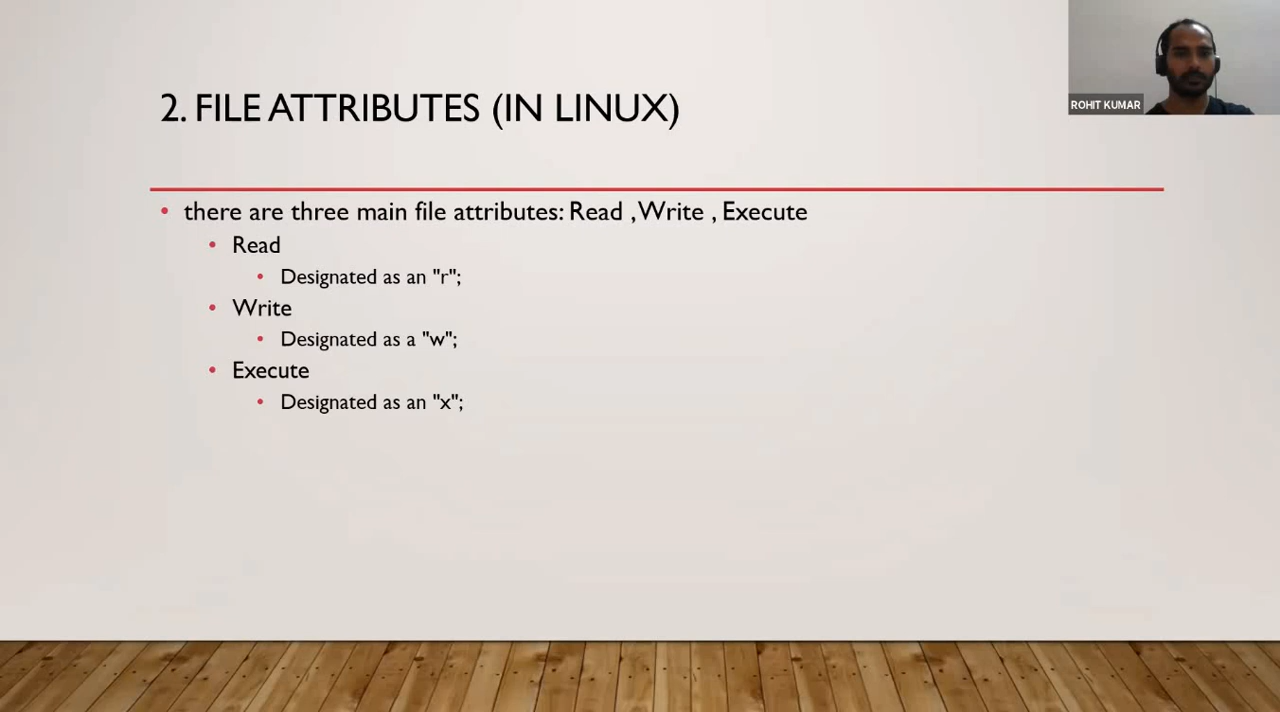 2. FILE ATTRIBUTES (IN LINUX)
ROHIT KUMAR
• there are three main file attributes: Read , Write , Execute
• Read
• Designated as an "r";
• Write
• Designated as a "w";
• Execute
• Designated as an "x";